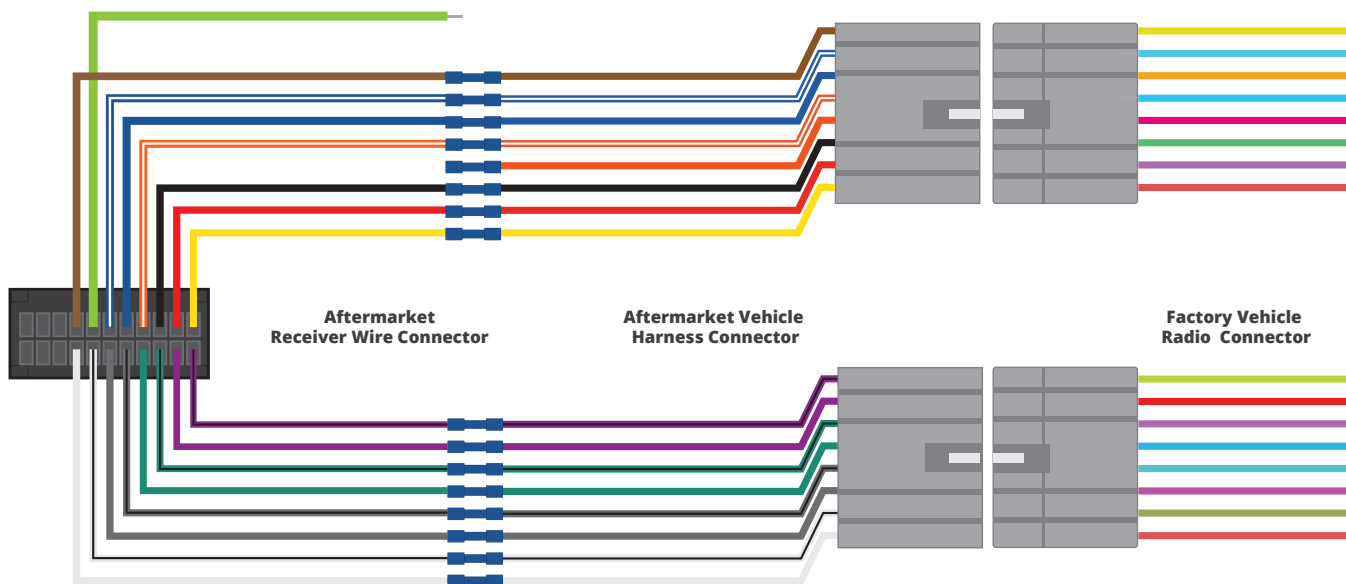 Aftermarket
Receiver Wire Connector
Aftermarket Vehicle
Harness Connector
Factory Vehicle
Radio Connector